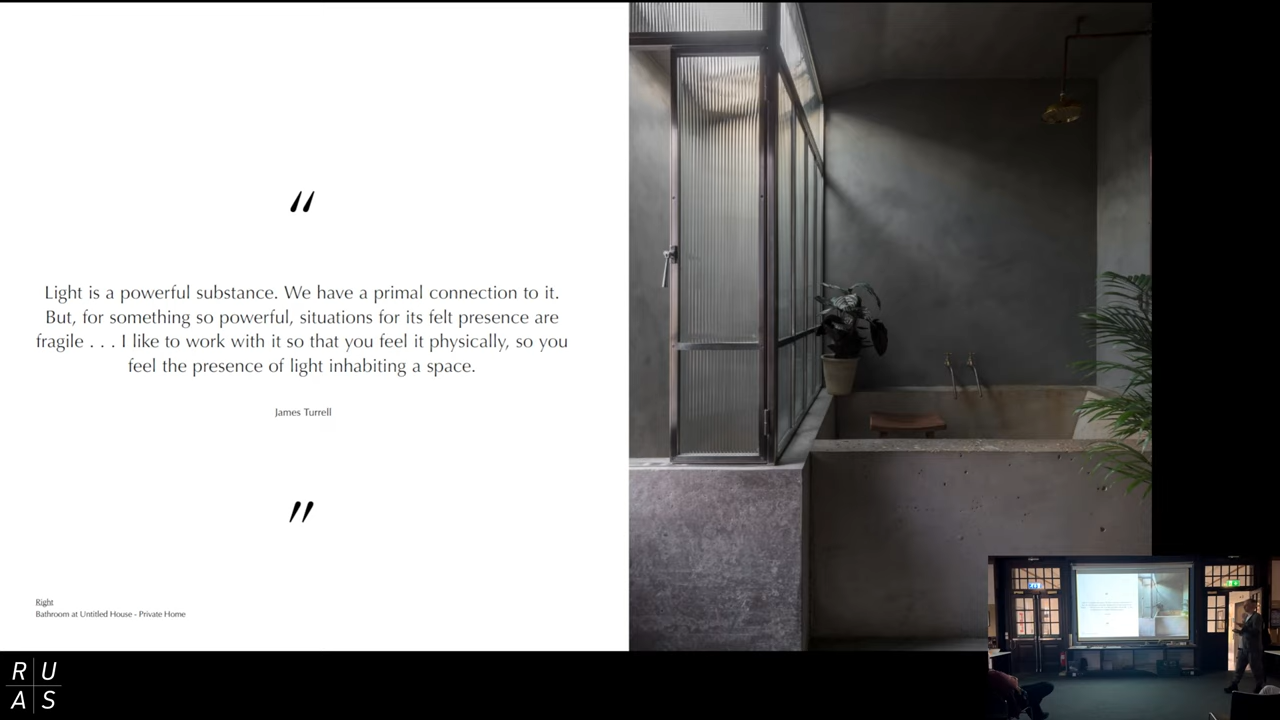 “
Light is a powerful substance. We have a primal connection to it.
But, for something so powerful, situations for its felt presence are
fragile . . . I like to work with it so that you feel it physically, so you
feel the presence of light inhabiting a space.
James Turrell
”
Right
Bathroom at Untitled House - Private Home
R U
A S